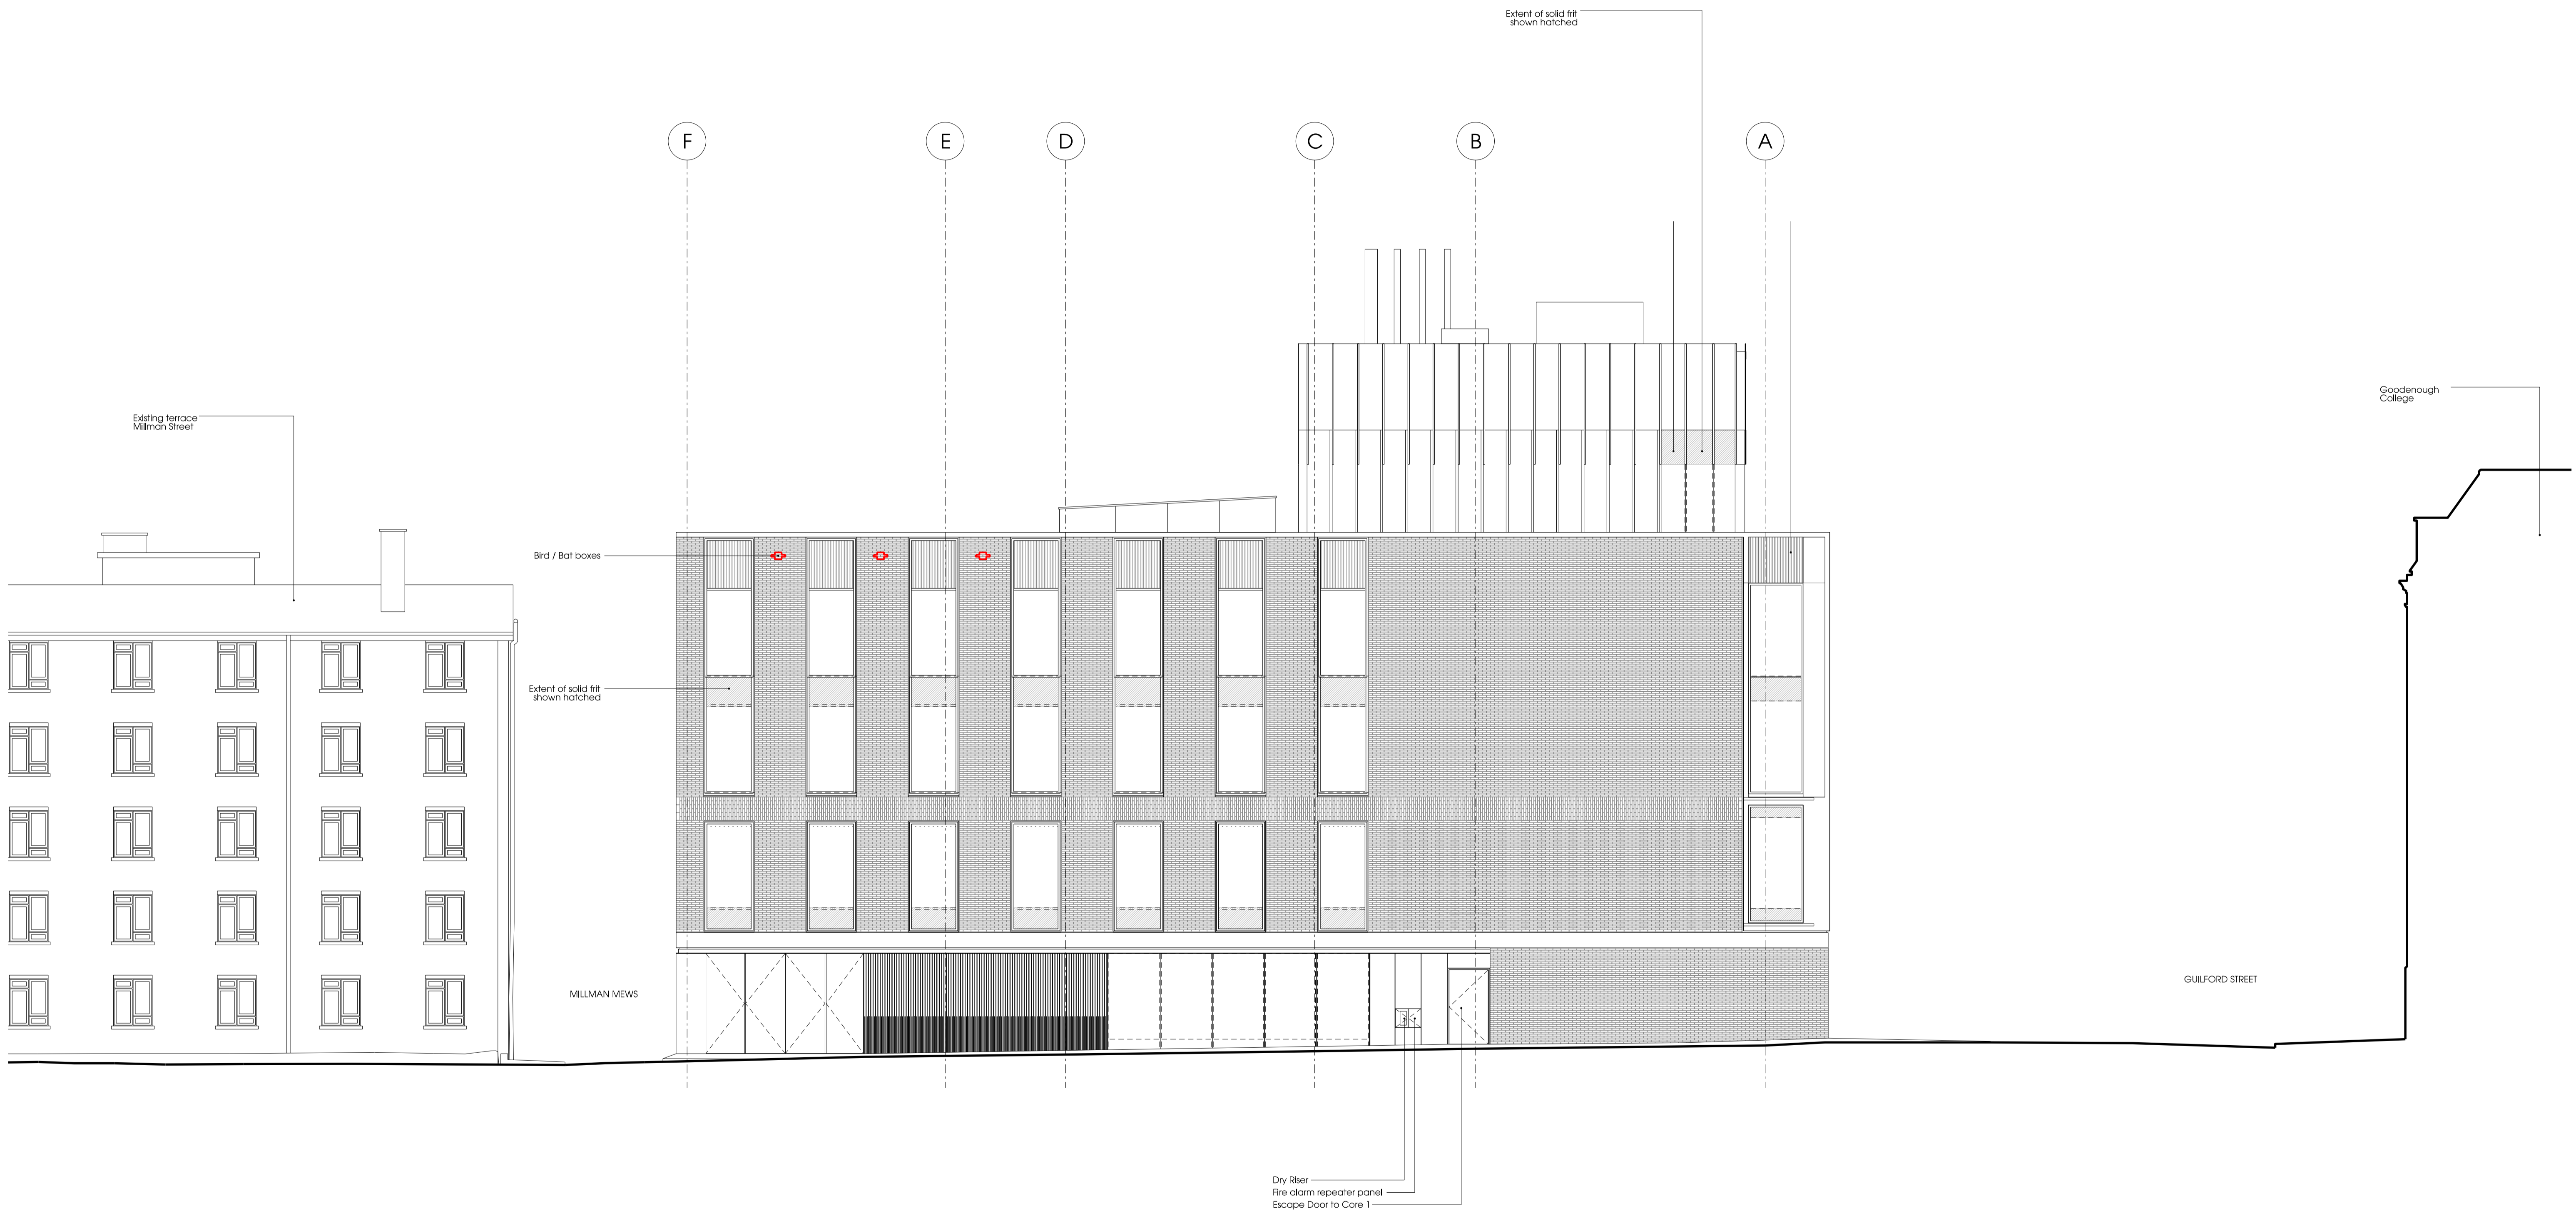 Extent of solid frit
shown hatched
F
E
D
C
B
A
Existing terrace
Millman Street
Goodenough
College
Bird / Bat boxes
Extent of solid frit
shown hatched
MILLMAN MEWS
GUILFORD STREET
Dry Riser
Fire alarm repeater panel
Escape Door to Core 1